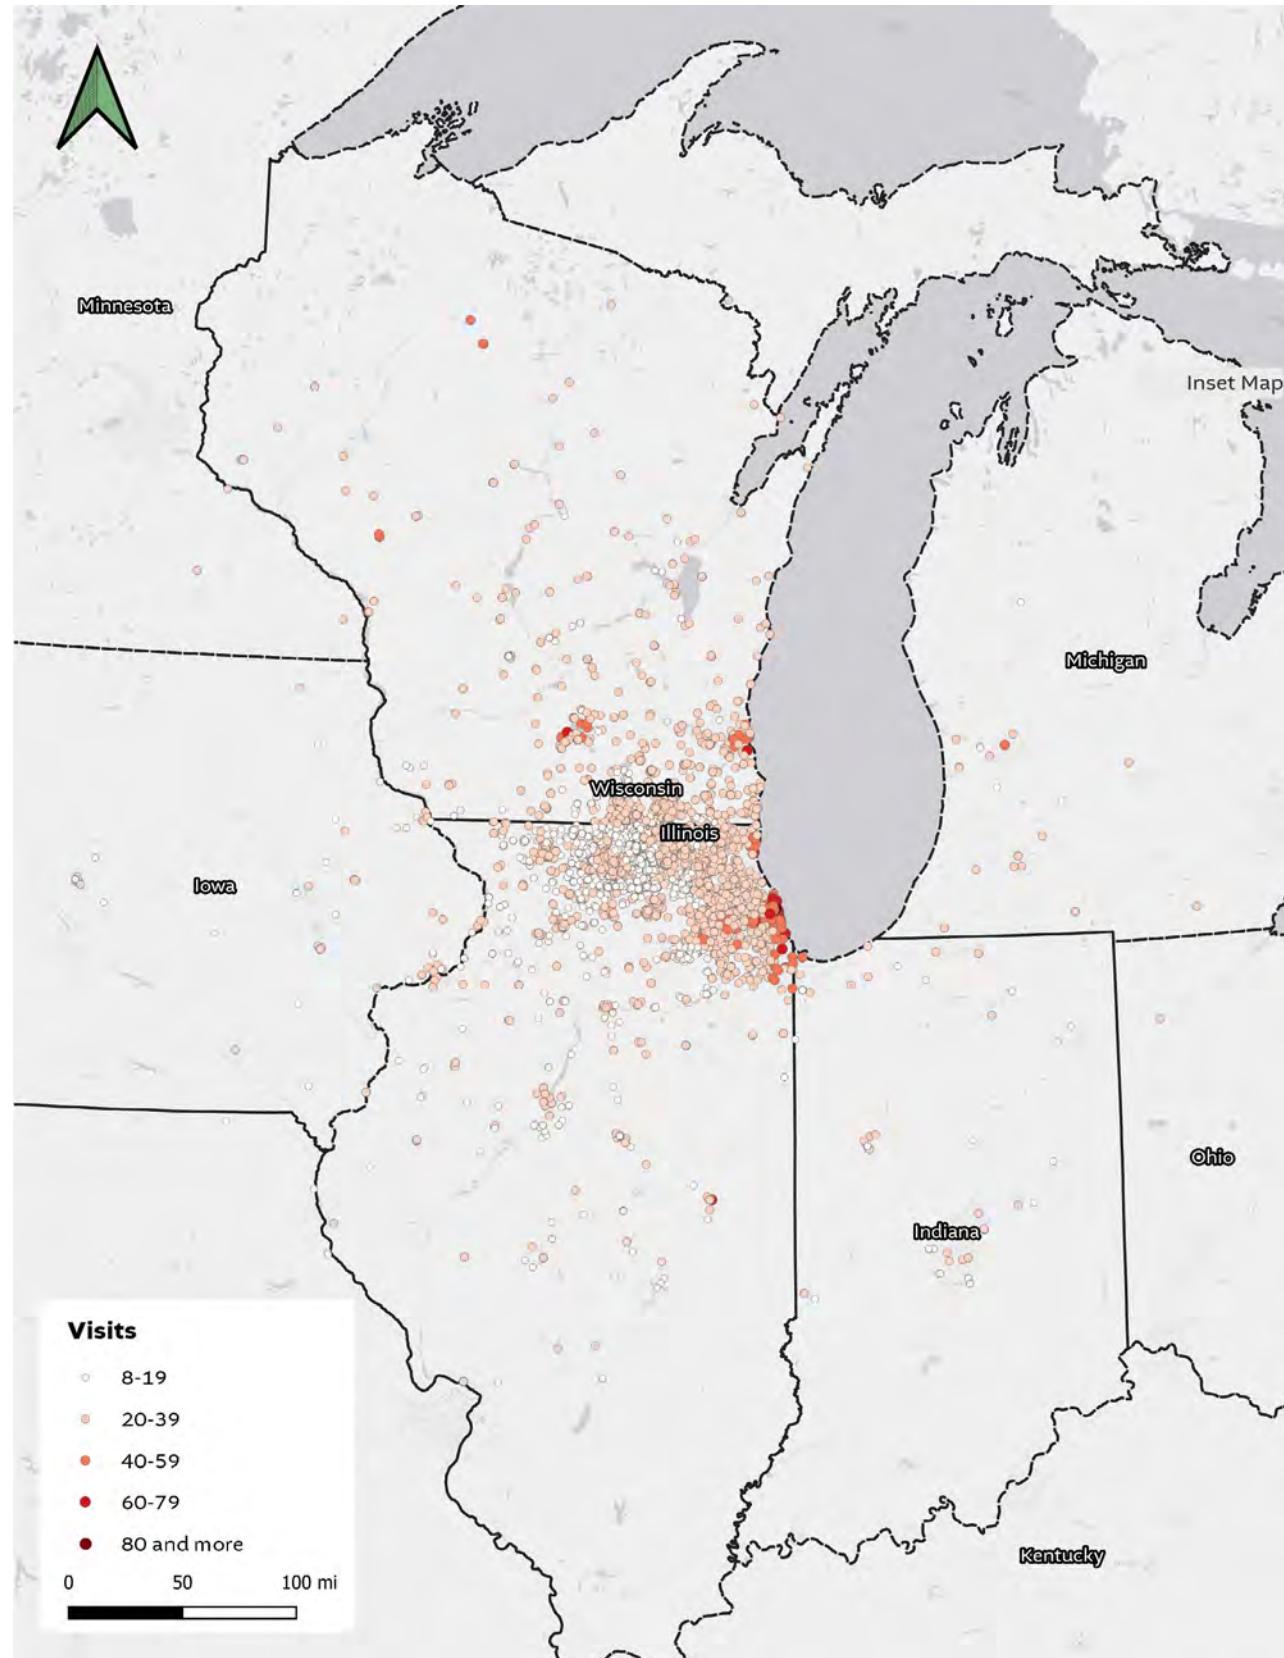 Minnesota
Inset Map
Michigan
Wisconsin
Illinois
Iowa
Ohio
Indiana
Kentucky
Visits
8-19
20-39
40-59
60-79
80 and more
0 50 100 mi